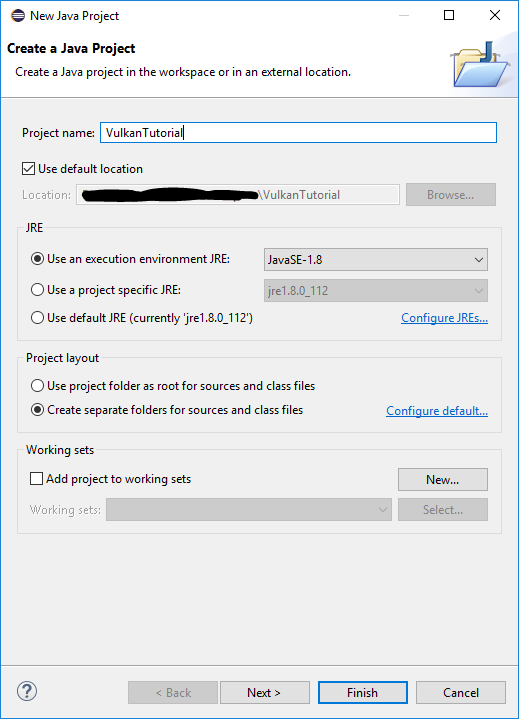 New Java Project
Create a Java Project
Create a Java project in the workspace or in an external location.
Project name: VulkanTutorial
Use default location
Location: \VulkanTutorial Browse...
JRE
Use an execution environment JRE: JavaSE-1.8
Use a project specific JRE: jre1.8.0_112
Use default JRE (currently 'jre1.8.0_112') Configure JREs...
Project layout
Use project folder as root for sources and class files
Create separate folders for sources and class files Configure default...
Working sets
Add project to working sets New...
Working sets: Select...
? < Back Next > Finish Cancel